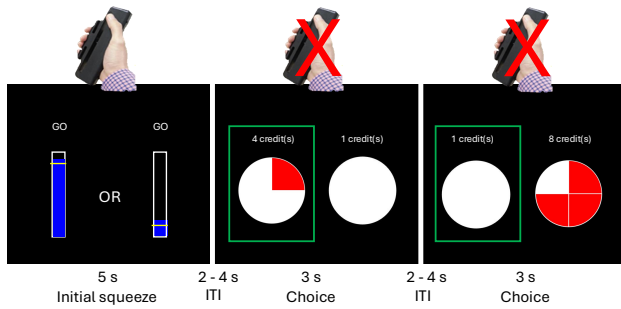 GO
GO
OR
4 credit(s)
1 credit(s)
1 credit(s)
8 credit(s)
5 s
Initial squeeze
2 - 4 s
ITI
3 s
Choice
2 - 4 s
ITI
3 s
Choice